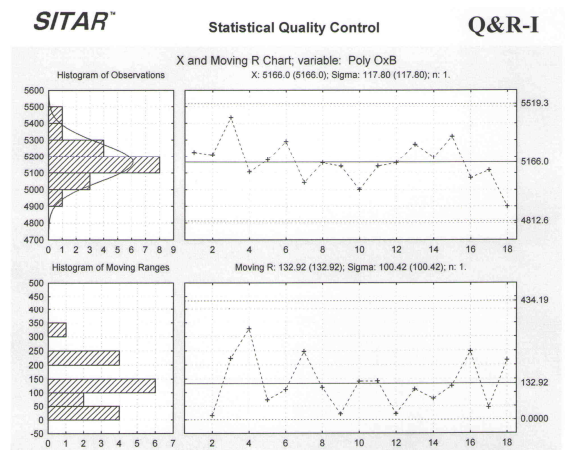 SITAR™
Statistical Quality Control
Q&R-I
X and Moving R Chart; variable: Poly OxB
Histogram of Observations
X: 5166.0 (5166.0); Sigma: 117.80 (117.80); n: 1.
5600
5500
5400
5300
5200
5100
5000
4900
4800
4700
0 1 2 3 4 5 6 7 8 9
2 4 6 8 10 12 14 16 18
5519.3
5166.0
4812.6
Histogram of Moving Ranges
Moving R: 132.92 (132.92); Sigma: 100.42 (100.42); n: 1.
500
450
400
350
300
250
200
150
100
50
0
-50
0 1 2 3 4 5 6 7
2 4 6 8 10 12 14 16 18
434.19
132.92
0.0000